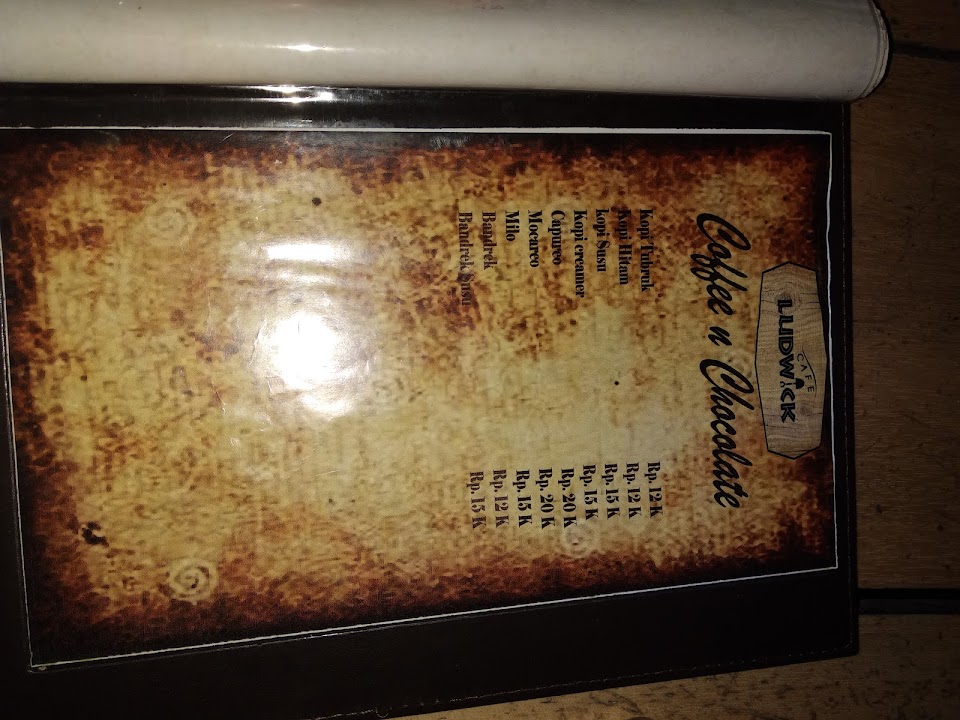 CAFE
LUIDWICK
Coffee n Chocolate
Kopi Tubruk Rp. 12 K
Kopi Hitam Rp. 12 K
kopi Susu Rp. 15 K
Kopi creamer Rp. 15 K
Capucco Rp. 20 K
Mocacco Rp. 20 K
Milo Rp. 15 K
Bandrek Rp. 12 K
Bandrek Susu Rp. 15 K